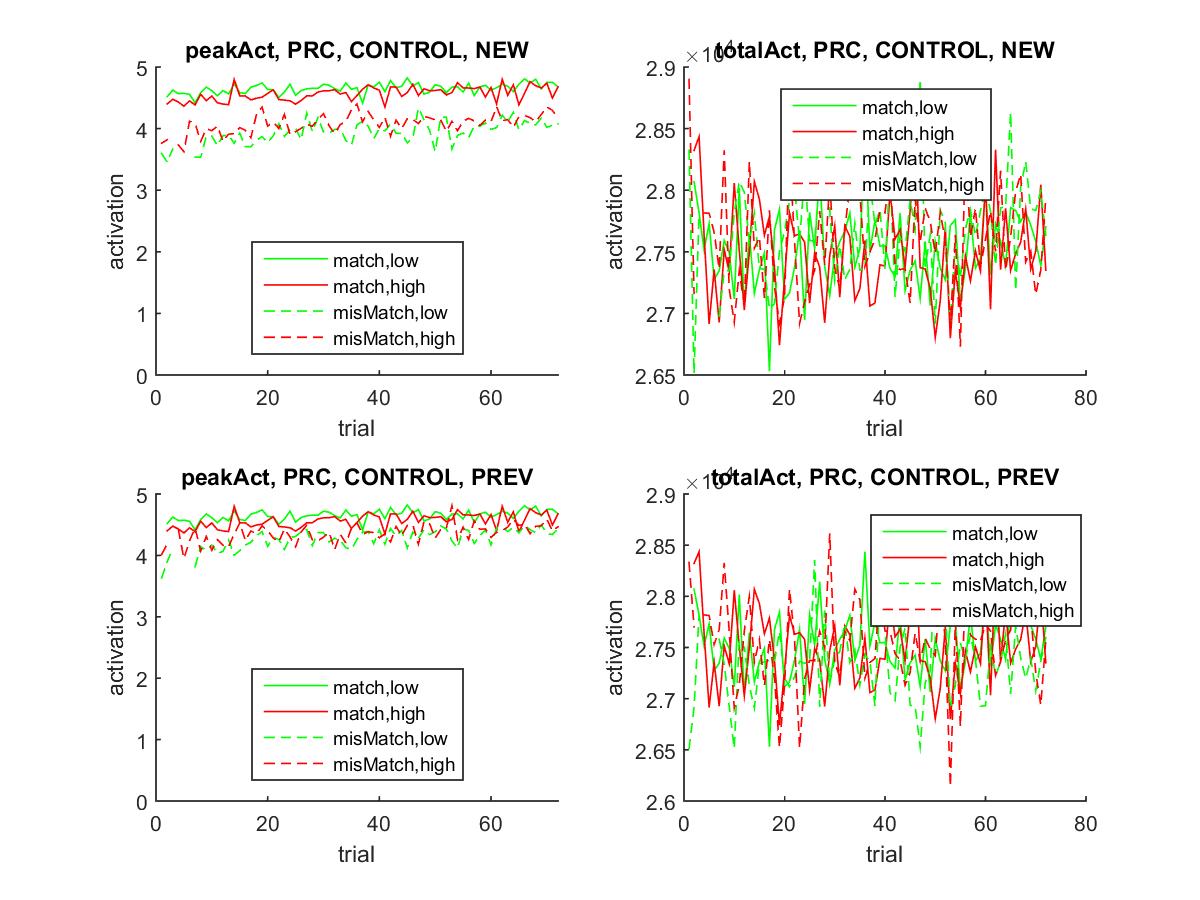 peakAct, PRC, CONTROL, NEW
5
4
3
2
1
0
activation
match,low
match,high
misMatch,low
misMatch,high
0 20 40 60
trial
×10⁴
totalAct, PRC, CONTROL, NEW
2.9
2.85
2.8
2.75
2.7
2.65
activation
match,low
match,high
misMatch,low
misMatch,high
0 20 40 60 80
trial
peakAct, PRC, CONTROL, PREV
5
4
3
2
1
0
activation
match,low
match,high
misMatch,low
misMatch,high
0 20 40 60
trial
×10⁴
totalAct, PRC, CONTROL, PREV
2.9
2.85
2.8
2.75
2.7
2.65
2.6
activation
match,low
match,high
misMatch,low
misMatch,high
0 20 40 60 80
trial